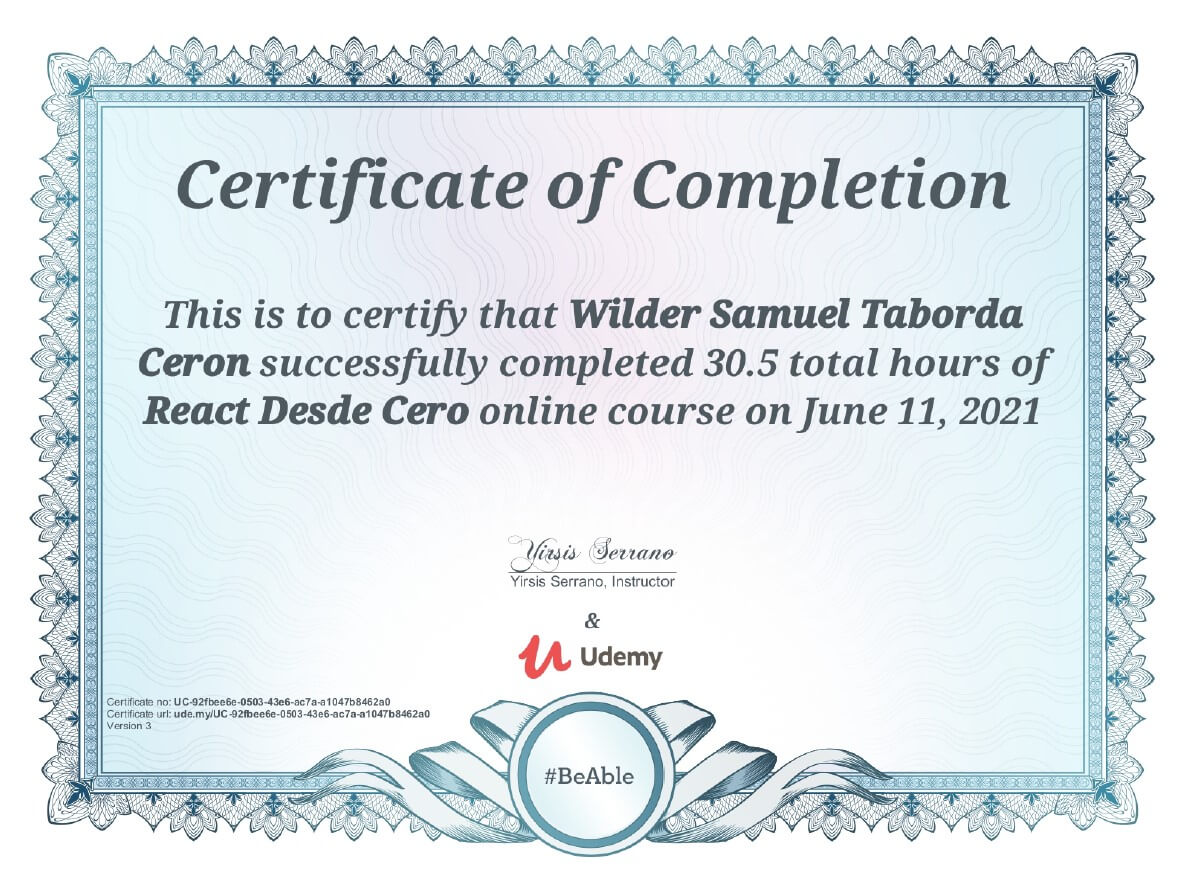 Certificate of Completion
This is to certify that Wilder Samuel Taborda
Ceron successfully completed 30.5 total hours of
React Desde Cero online course on June 11, 2021
Yirsis Serrano
Yirsis Serrano, Instructor
&
Udemy
Certificate no: UC-92fbee6e-0503-43e6-ac7a-a1047b8462a0
Certificate url: ude.my/UC-92fbee6e-0503-43e6-ac7a-a1047b8462a0
Version 3
#BeAble